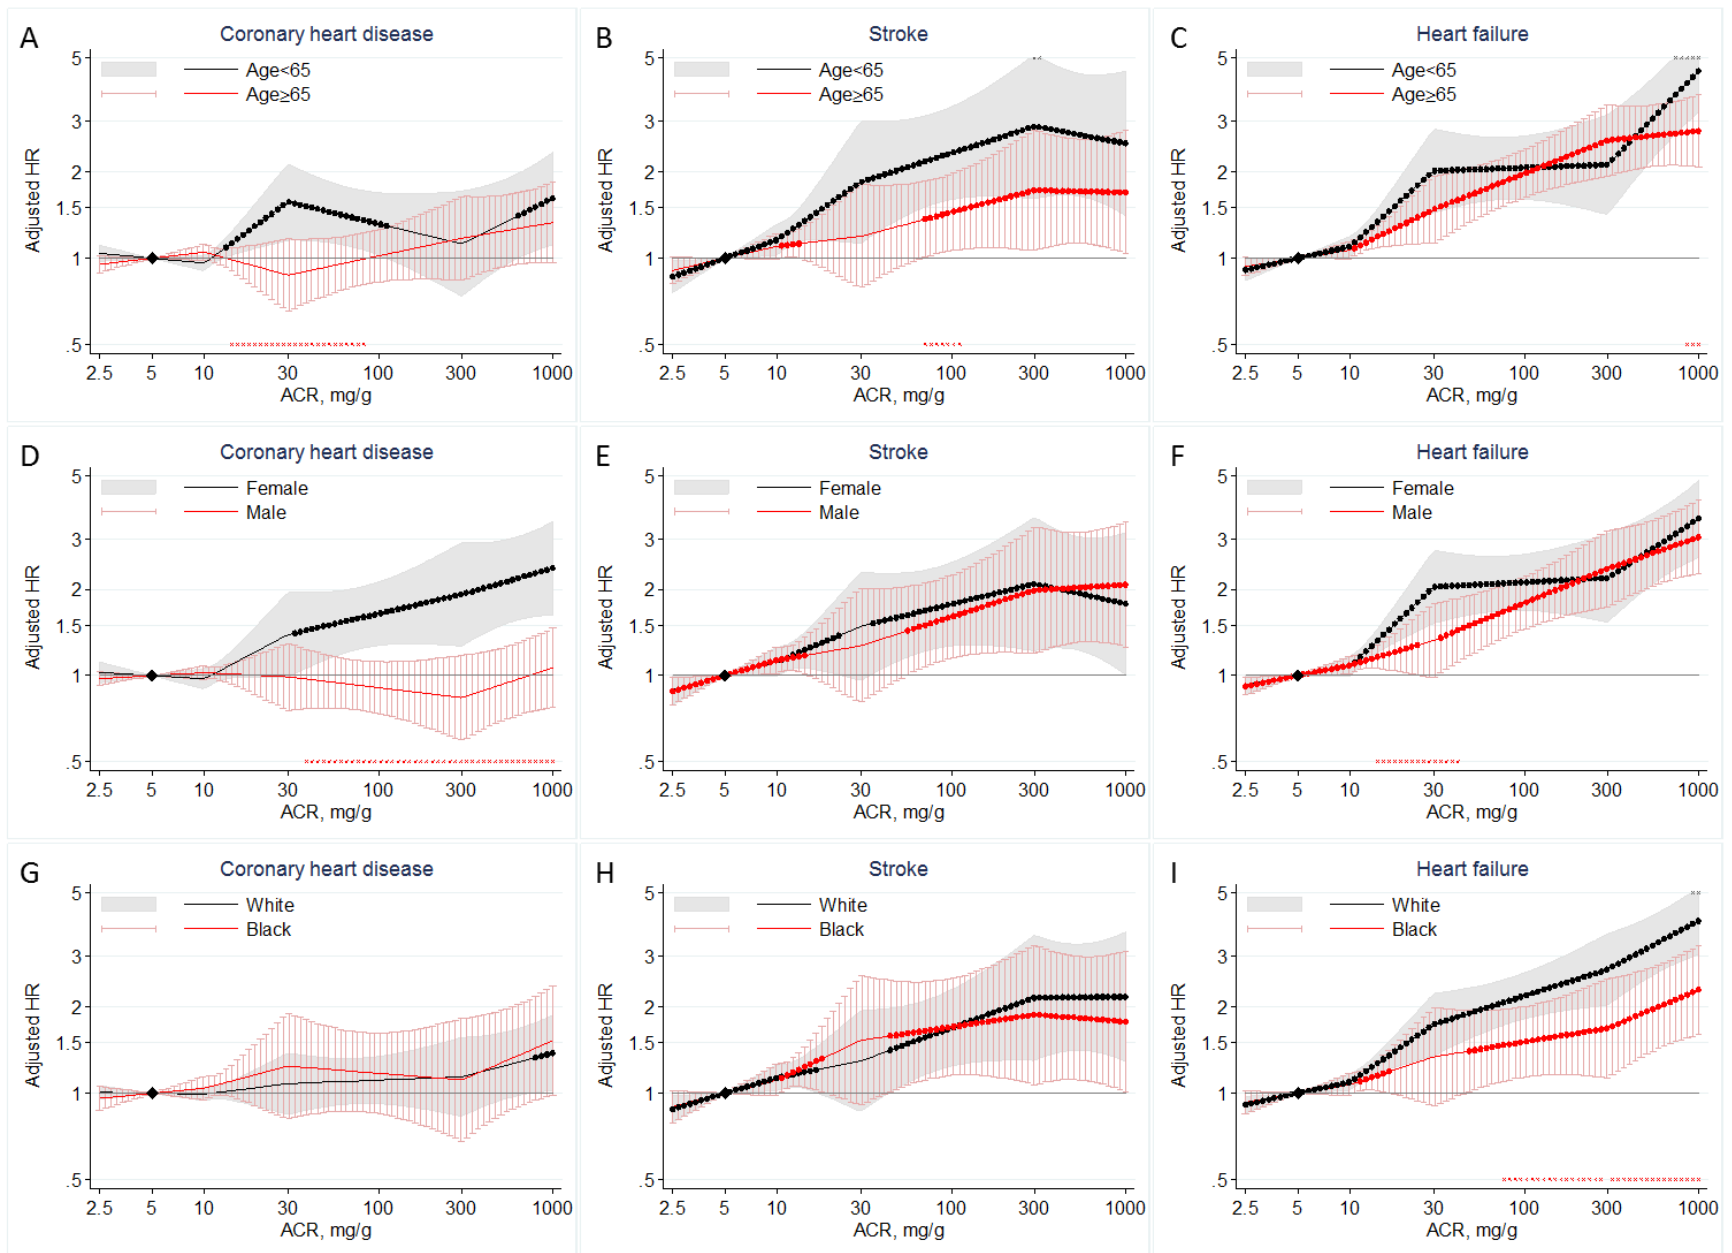 A
Coronary heart disease
Age<65
Age≥65
Adjusted HR
5
3
2
1.5
1
.5
2.5 5 10 30 100 300 1000
ACR, mg/g
B
Stroke
Age<65
Age≥65
Adjusted HR
5
3
2
1.5
1
.5
2.5 5 10 30 100 300 1000
ACR, mg/g
C
Heart failure
Age<65
Age≥65
Adjusted HR
5
3
2
1.5
1
.5
2.5 5 10 30 100 300 1000
ACR, mg/g
D
Coronary heart disease
Female
Male
Adjusted HR
5
3
2
1.5
1
.5
2.5 5 10 30 100 300 1000
ACR, mg/g
E
Stroke
Female
Male
Adjusted HR
5
3
2
1.5
1
.5
2.5 5 10 30 100 300 1000
ACR, mg/g
F
Heart failure
Female
Male
Adjusted HR
5
3
2
1.5
1
.5
2.5 5 10 30 100 300 1000
ACR, mg/g
G
Coronary heart disease
White
Black
Adjusted HR
5
3
2
1.5
1
.5
2.5 5 10 30 100 300 1000
ACR, mg/g
H
Stroke
White
Black
Adjusted HR
5
3
2
1.5
1
.5
2.5 5 10 30 100 300 1000
ACR, mg/g
I
Heart failure
White
Black
Adjusted HR
5
3
2
1.5
1
.5
2.5 5 10 30 100 300 1000
ACR, mg/g